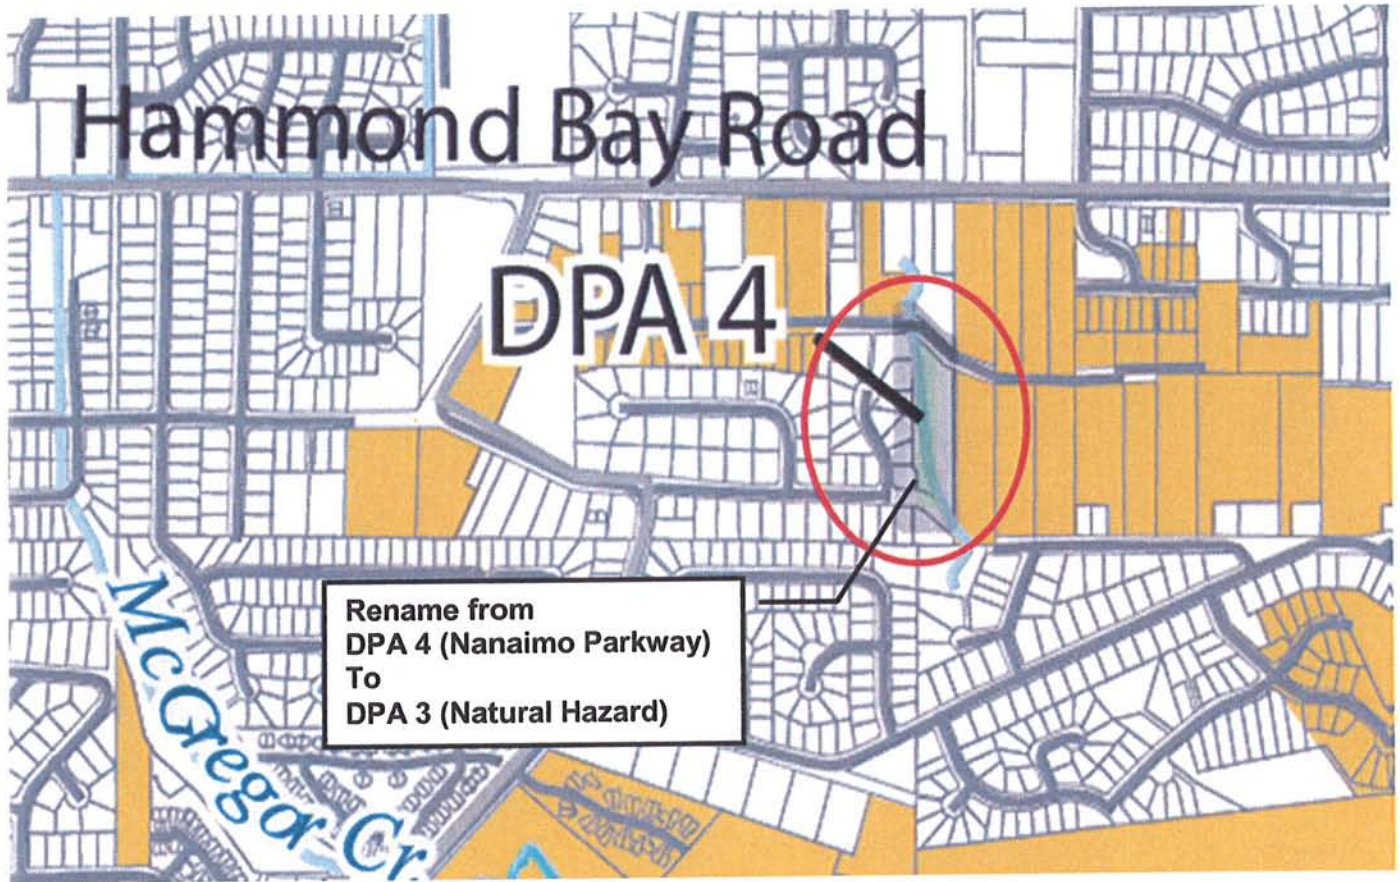 Hammond Bay Road
DPA 4
Rename from
DPA 4 (Nanaimo Parkway)
To
DPA 3 (Natural Hazard)
McGregor Cr.